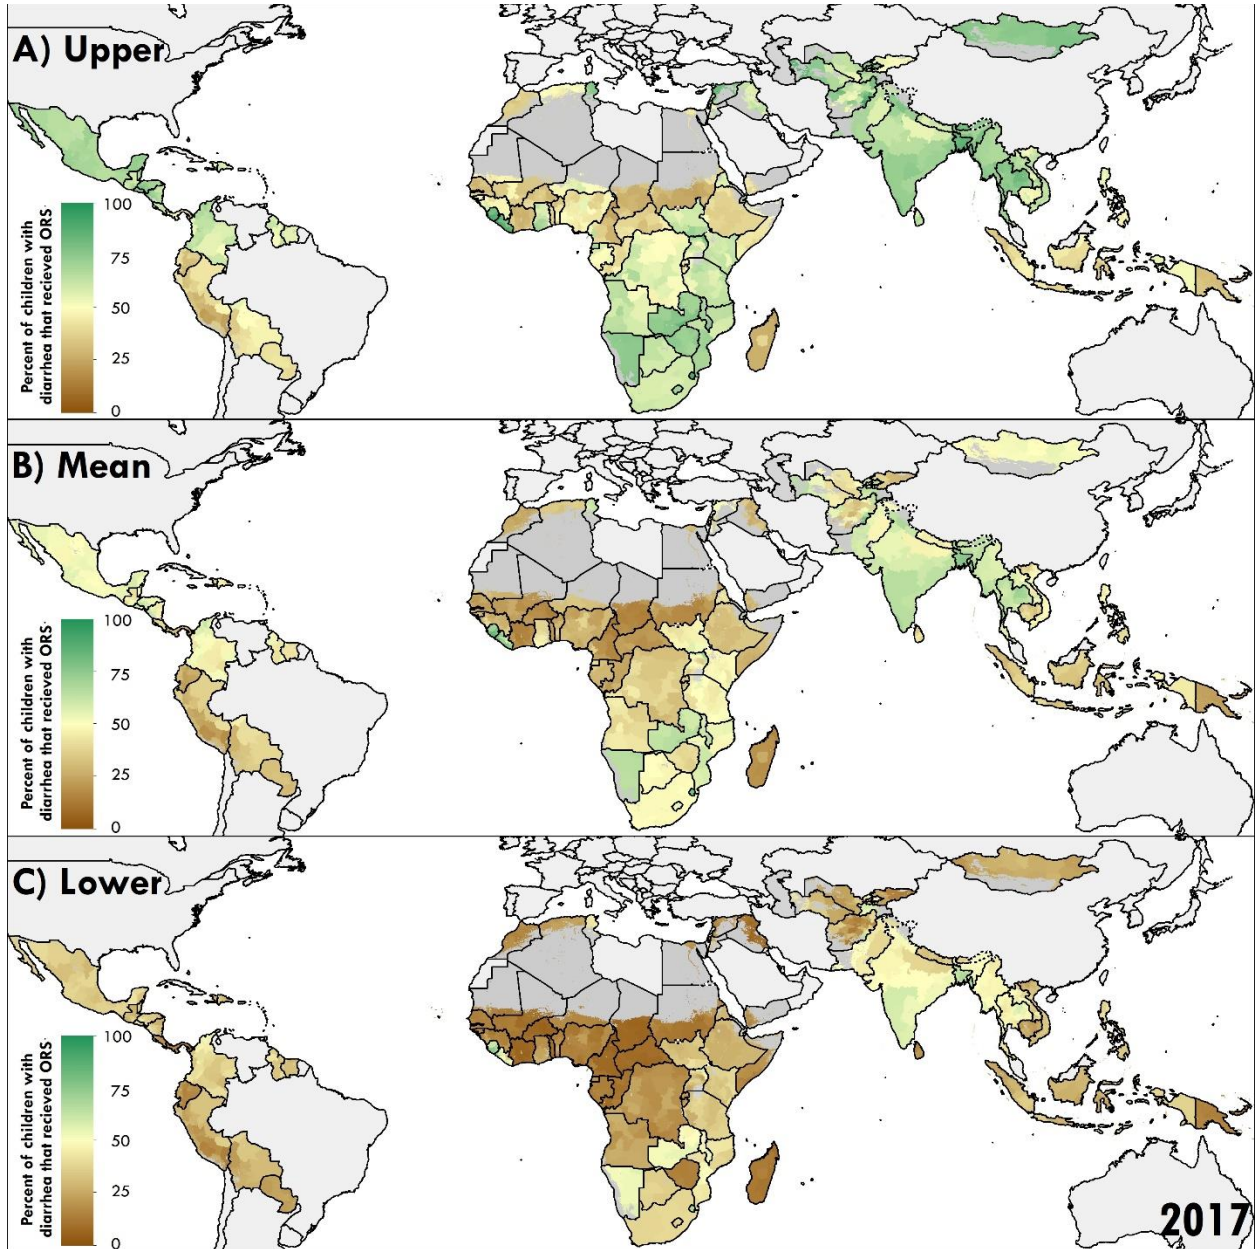 A) Upper
Percent of children with
diarrhea that recieved ORS
100
75
50
25
0
B) Mean
Percent of children with
diarrhea that recieved ORS
100
75
50
25
0
C) Lower
Percent of children with
diarrhea that recieved ORS
100
75
50
25
0
2017